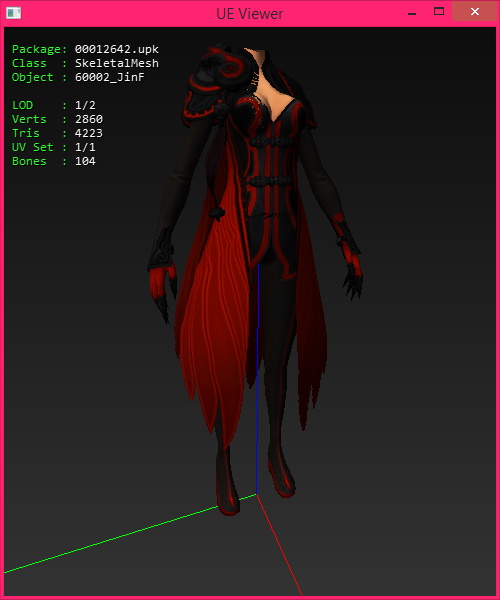 UE Viewer
Package: 00012642.upk
Class : SkeletalMesh
Object : 60002_JinF
LOD : 1/2
Verts : 2860
Tris : 4223
UV Set : 1/1
Bones : 104